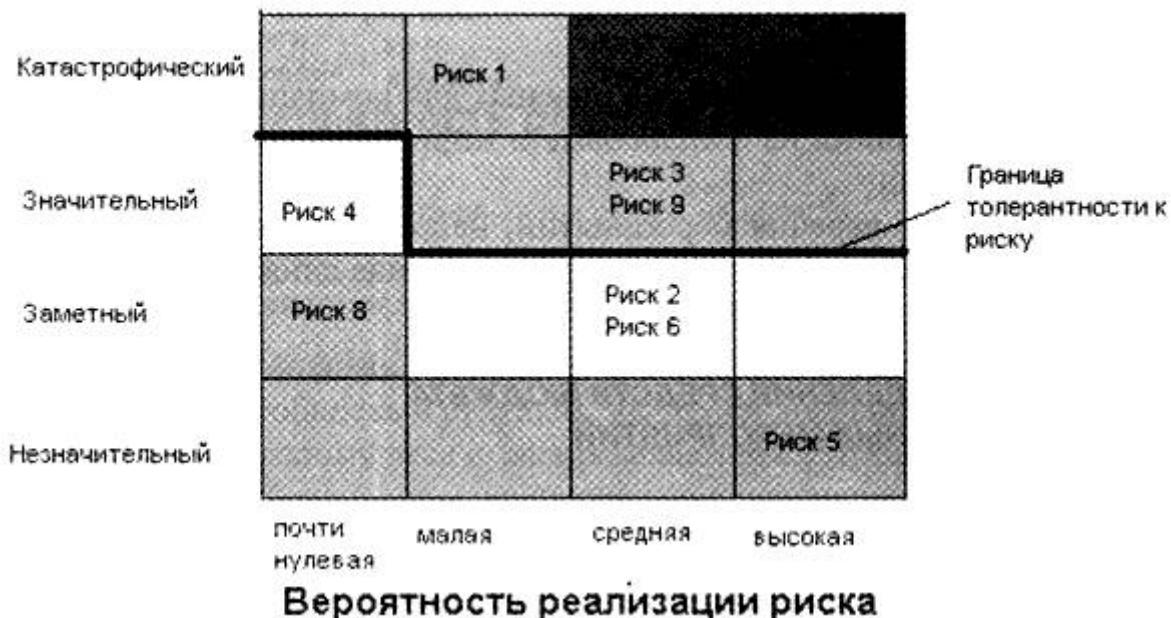 Катастрофический
Риск 1
Значительный
Риск 4
Риск 3
Риск 9
Граница
толерантности к
риску
Заметный
Риск 8
Риск 2
Риск 6
Незначительный
Риск 5
почти
нулевая
малая
средняя
высокая
Вероятность реализации риска